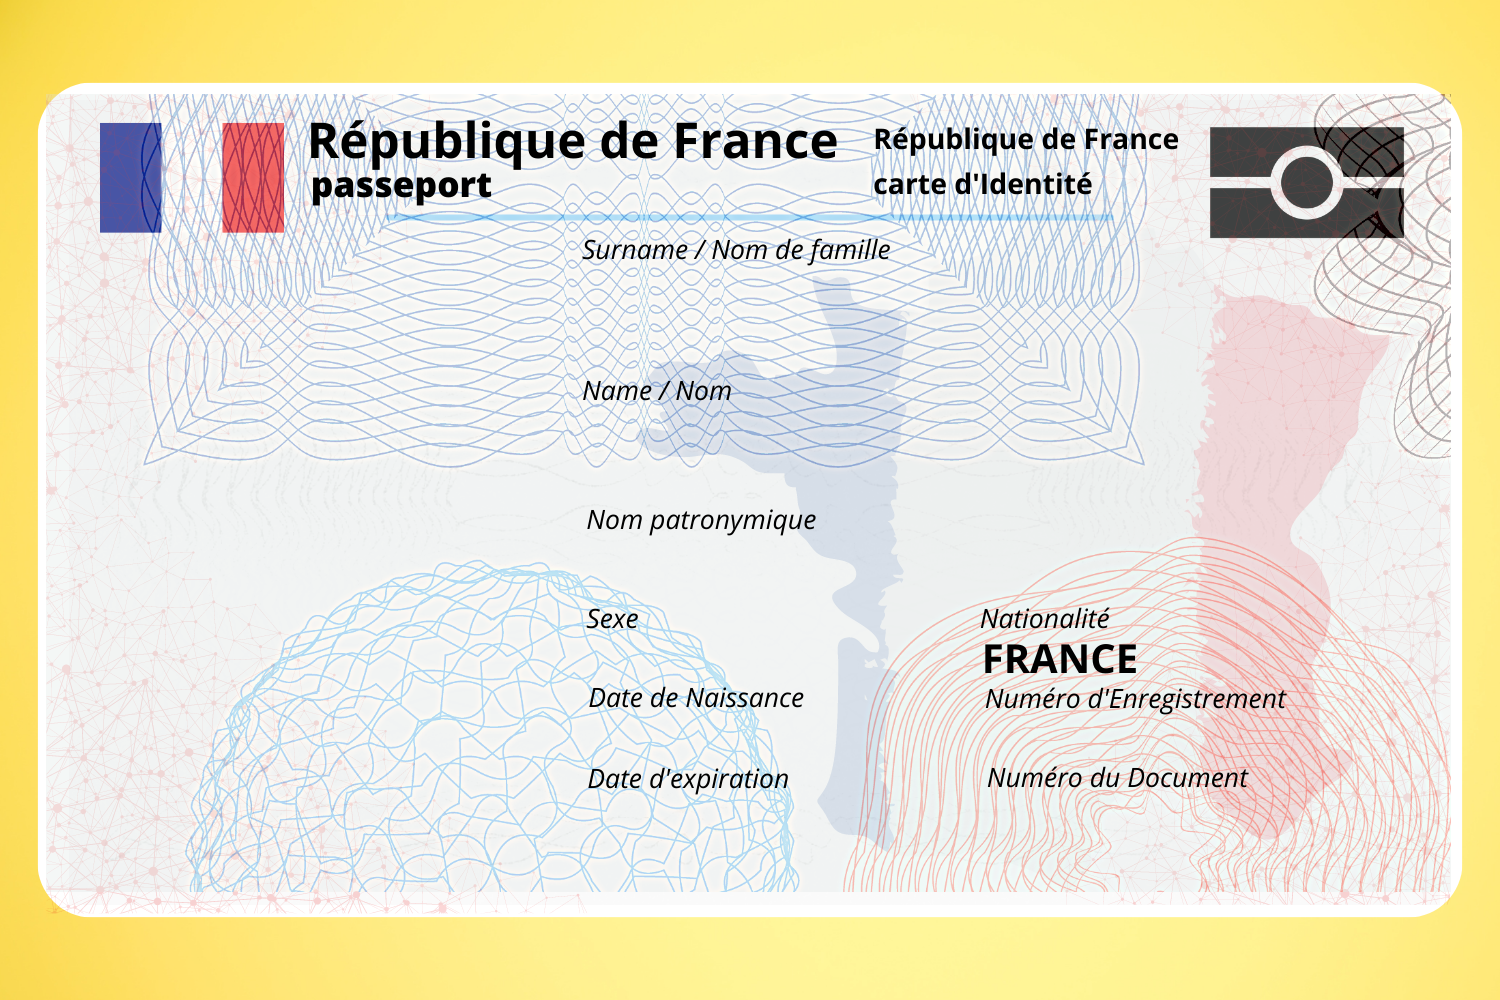 République de France
passeport
République de France
carte d'Identité
Surname / Nom de famille
Name / Nom
Nom patronymique
Sexe
Nationalité
FRANCE
Date de Naissance
Numéro d'Enregistrement
Date d'expiration
Numéro du Document